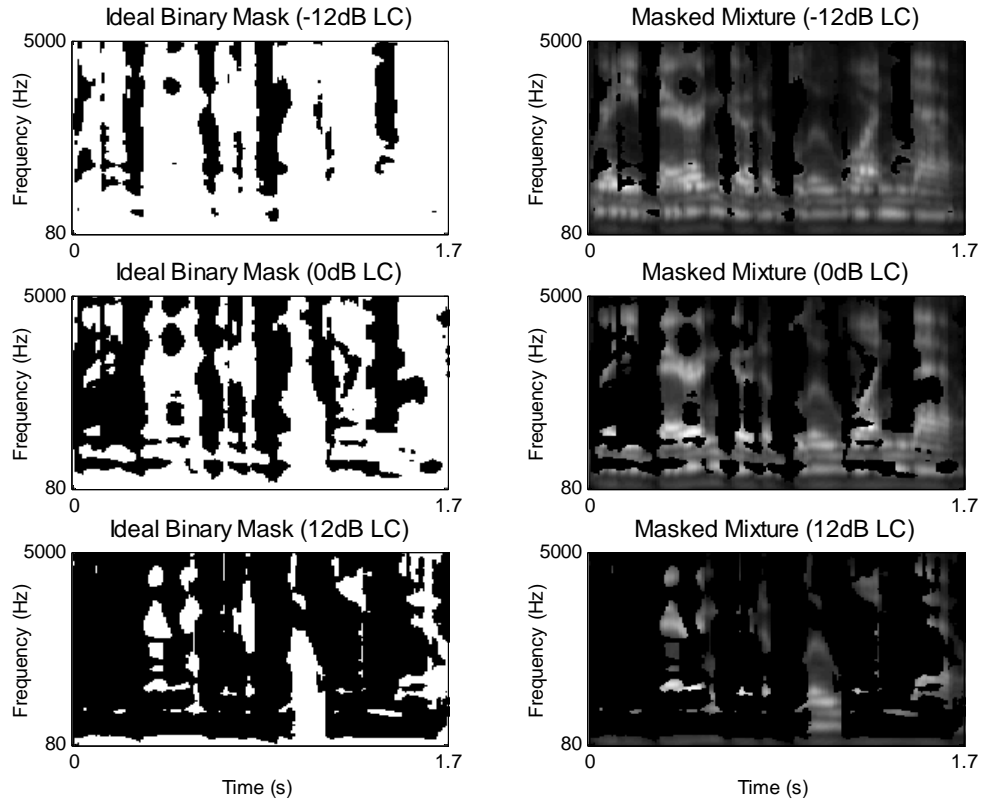 Ideal Binary Mask (-12dB LC)
Masked Mixture (-12dB LC)
5000
Frequency (Hz)
80
0
1.7
5000
Frequency (Hz)
80
0
1.7
Ideal Binary Mask (0dB LC)
Masked Mixture (0dB LC)
5000
Frequency (Hz)
80
0
1.7
5000
Frequency (Hz)
80
0
1.7
Ideal Binary Mask (12dB LC)
Masked Mixture (12dB LC)
5000
Frequency (Hz)
80
0
1.7
Time (s)
5000
Frequency (Hz)
80
0
1.7
Time (s)